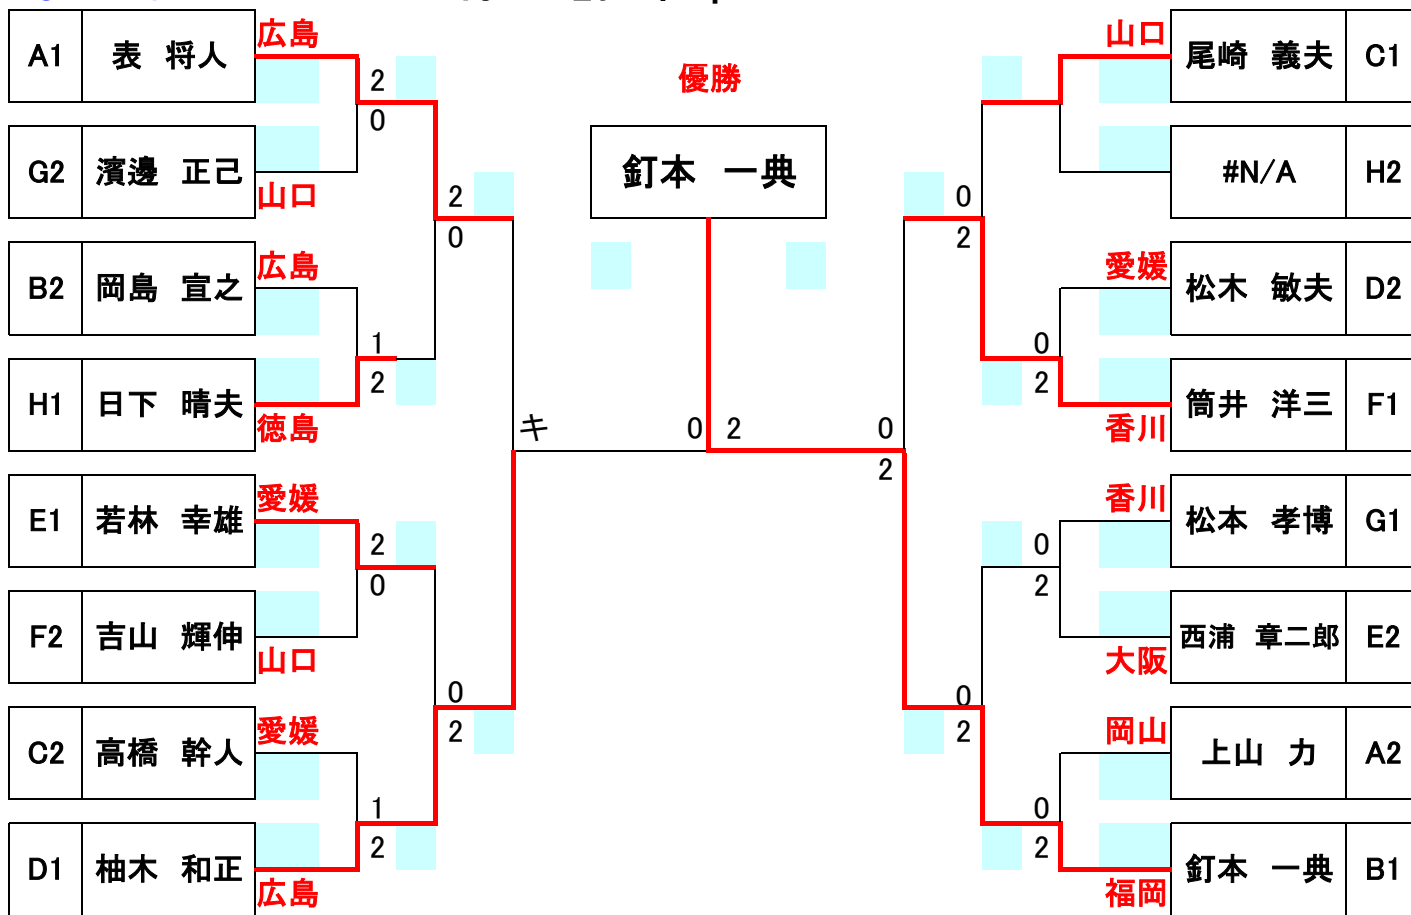 広島
A1 表 将人
2
0
G2 濱邊 正己
山口
2
0
広島
B2 岡島 宣之
1
2
H1 日下 晴夫
徳島
キ
愛媛
E1 若林 幸雄
2
0
F2 吉山 輝伸
山口
0
2
愛媛
C2 高橋 幹人
1
2
D1 柚木 和正
広島
優勝
釘本 一典
0 2
山口
尾崎 義夫 C1
#N/A H2
0
2
愛媛
松木 敏夫 D2
0
2
筒井 洋三 F1
香川
0
2
香川
松本 孝博 G1
0
2
西浦 章二郎 E2
大阪
0
2
岡山
上山 力 A2
0
2
釘本 一典 B1
福岡